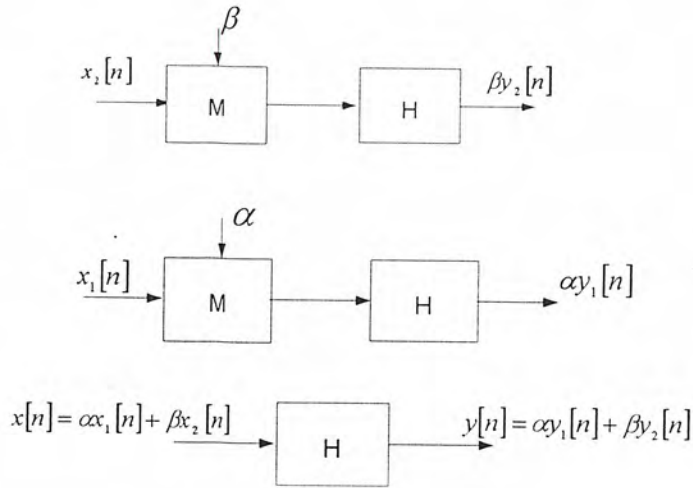 β
x₂[n]
M
H
βy₂[n]
α
x₁[n]
M
H
αy₁[n]
x[n] = αx₁[n] + βx₂[n]
H
y[n] = αy₁[n] + βy₂[n]